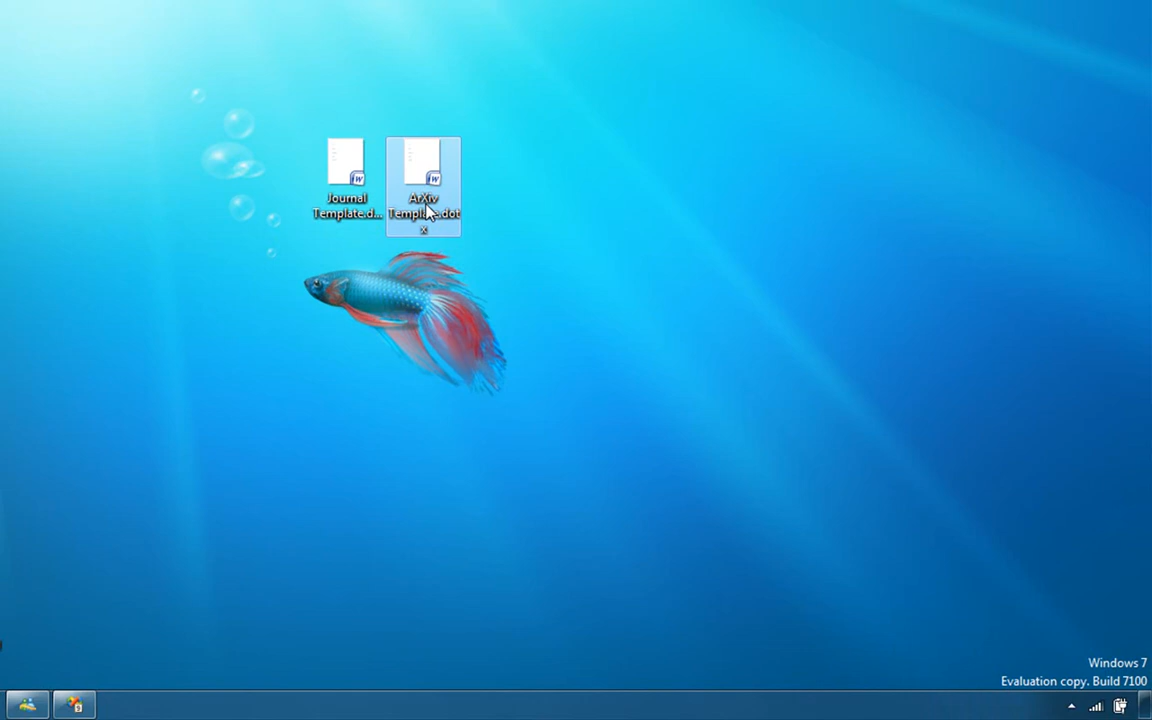 Journal
Template.d...
ArXiv
Template.dot
x
Windows 7
Evaluation copy. Build 7100